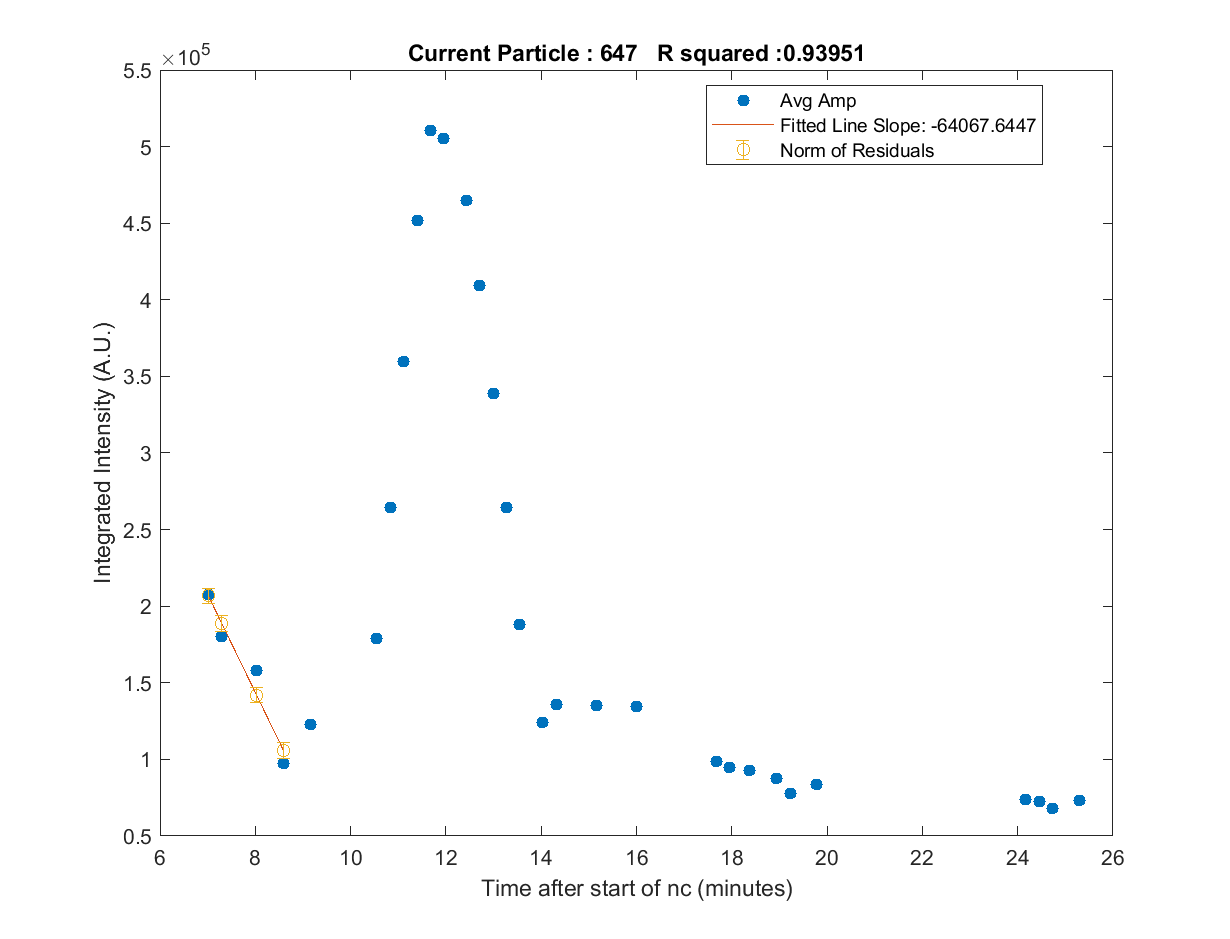 Current Particle : 647   R squared :0.93951
×10^5
5.5
5
4.5
4
3.5
3
2.5
2
1.5
1
0.5
Integrated Intensity (A.U.)
Avg Amp
Fitted Line Slope: -64067.6447
Norm of Residuals
6 8 10 12 14 16 18 20 22 24 26
Time after start of nc (minutes)